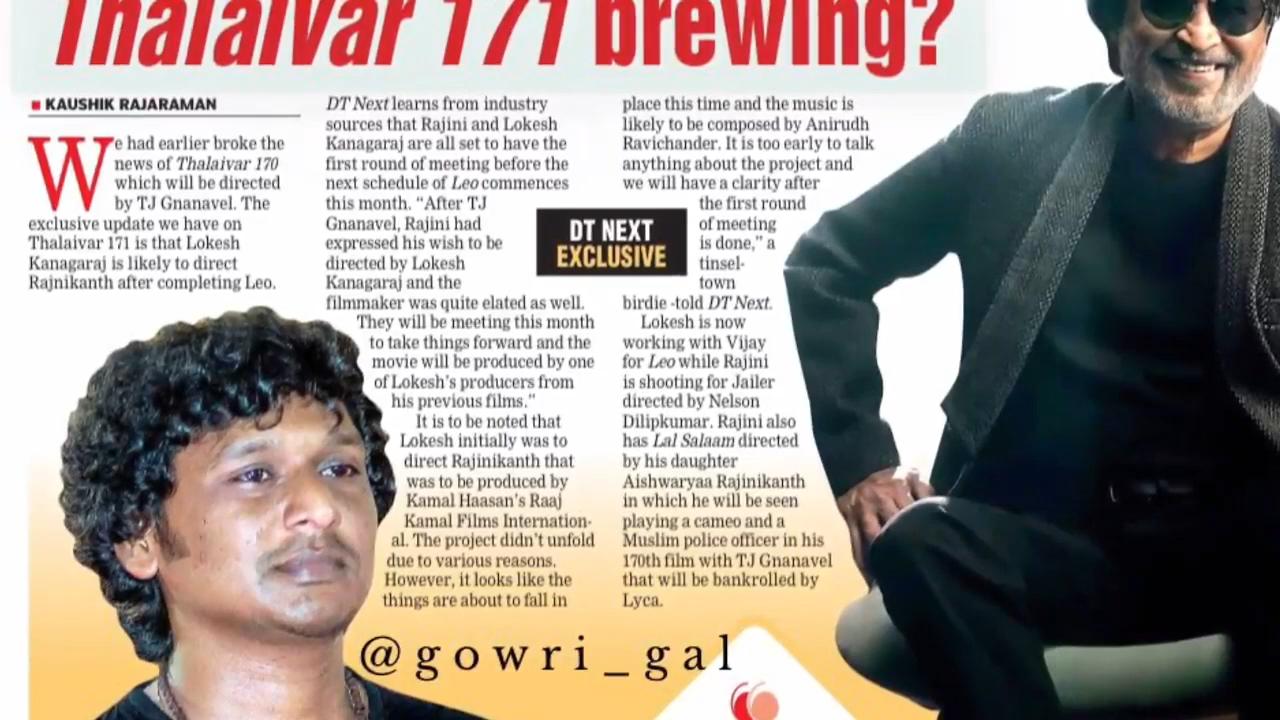 Thalaivar 171 brewing?
KAUSHIK RAJARAMAN
We had earlier broke the
news of Thalaivar 170
which will be directed
by TJ Gnanavel. The
exclusive update we have on
Thalaivar 171 is that Lokesh
Kanagaraj is likely to direct
Rajnikanth after completing Leo.
DT Next learns from industry
sources that Rajini and Lokesh
Kanagaraj are all set to have the
first round of meeting before the
next schedule of Leo commences
this month. “After TJ
Gnanavel, Rajini had
expressed his wish to be
directed by Lokesh
Kanagaraj and the
filmmaker was quite elated as well.
They will be meeting this month
to take things forward and the
movie will be produced by one
of Lokesh's producers from
his previous films.”
It is to be noted that
Lokesh initially was to
direct Rajinikanth that
was to be produced by
Kamal Haasan's Raaj
Kamal Films Internation-
al. The project didn't unfold
due to various reasons.
However, it looks like the
things are about to fall in
DT NEXT
EXCLUSIVE
place this time and the music is
likely to be composed by Anirudh
Ravichander. It is too early to talk
anything about the project and
we will have a clarity after
the first round
of meeting
is done,” a
tinsel-
town
birdie -told DT Next.
Lokesh is now
working with Vijay
for Leo while Rajini
is shooting for Jailer
directed by Nelson
Dilipkumar. Rajini also
has Lal Salaam directed
by his daughter
Aishwaryaa Rajinikanth
in which he will be seen
playing a cameo and a
Muslim police officer in his
170th film with TJ Gnanavel
that will be bankrolled by
Lyca.
@gowri_gal